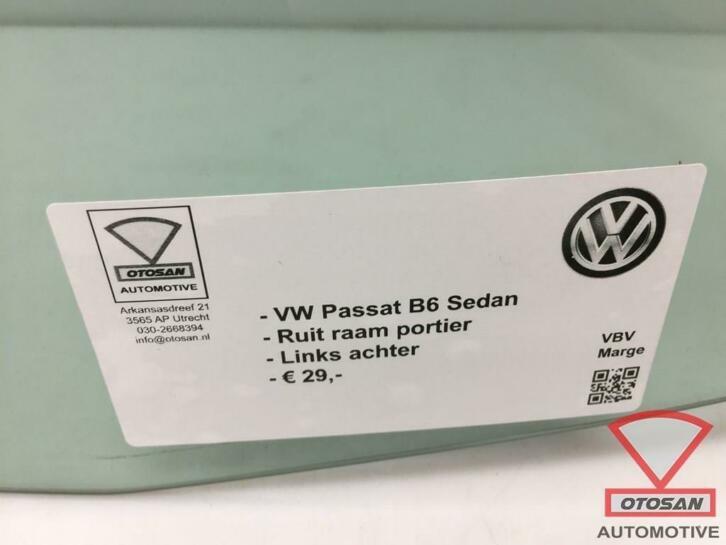 OTOSAN
AUTOMOTIVE
Arkansasdreef 21
3565 AP Utrecht
030-2668394
info@otosan.nl
- VW Passat B6 Sedan
- Ruit raam portier
- Links achter
- € 29,-
VW
VBV
Marge
OTOSAN
AUTOMOTIVE